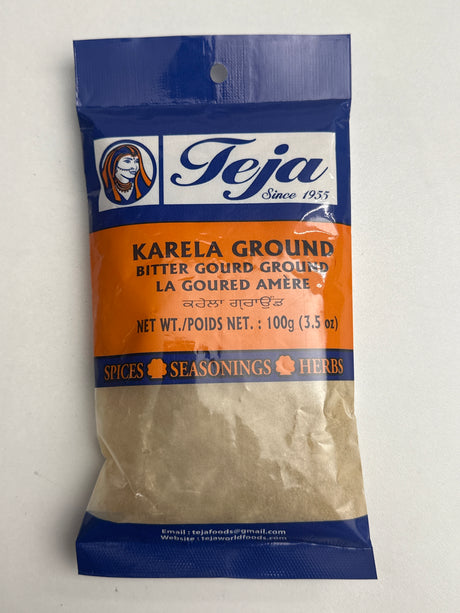 Teja
Since 1955
KARELA GROUND
BITTER GOURD GROUND
LA GOURED AMÈRE
ਕਰੇਲਾ ਗ੍ਰਾਉਂਡ
NET WT./POIDS NET. : 100g (3.5 oz)
SPICES SEASONINGS HERBS
Email : tejafoods@gmail.com
Website : tejaworldfoods.com